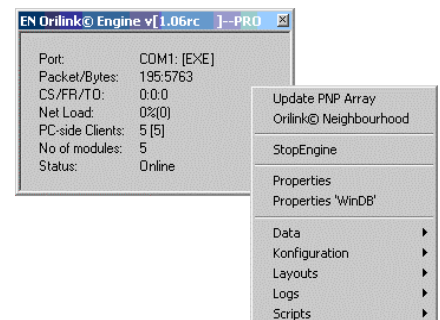 EN Orilink© Engine v[1.06rc ]--PRO
Port: COM1: [EXE]
Packet/Bytes: 195:5763
CS/FR/TO: 0:0:0
Net Load: 0%(0)
PC-side Clients: 5 [5]
No of modules: 5
Status: Online
Update PNP Array
Orilink© Neighbourhood
StopEngine
Properties
Properties 'WinDB'
Data
Konfiguration
Layouts
Logs
Scripts